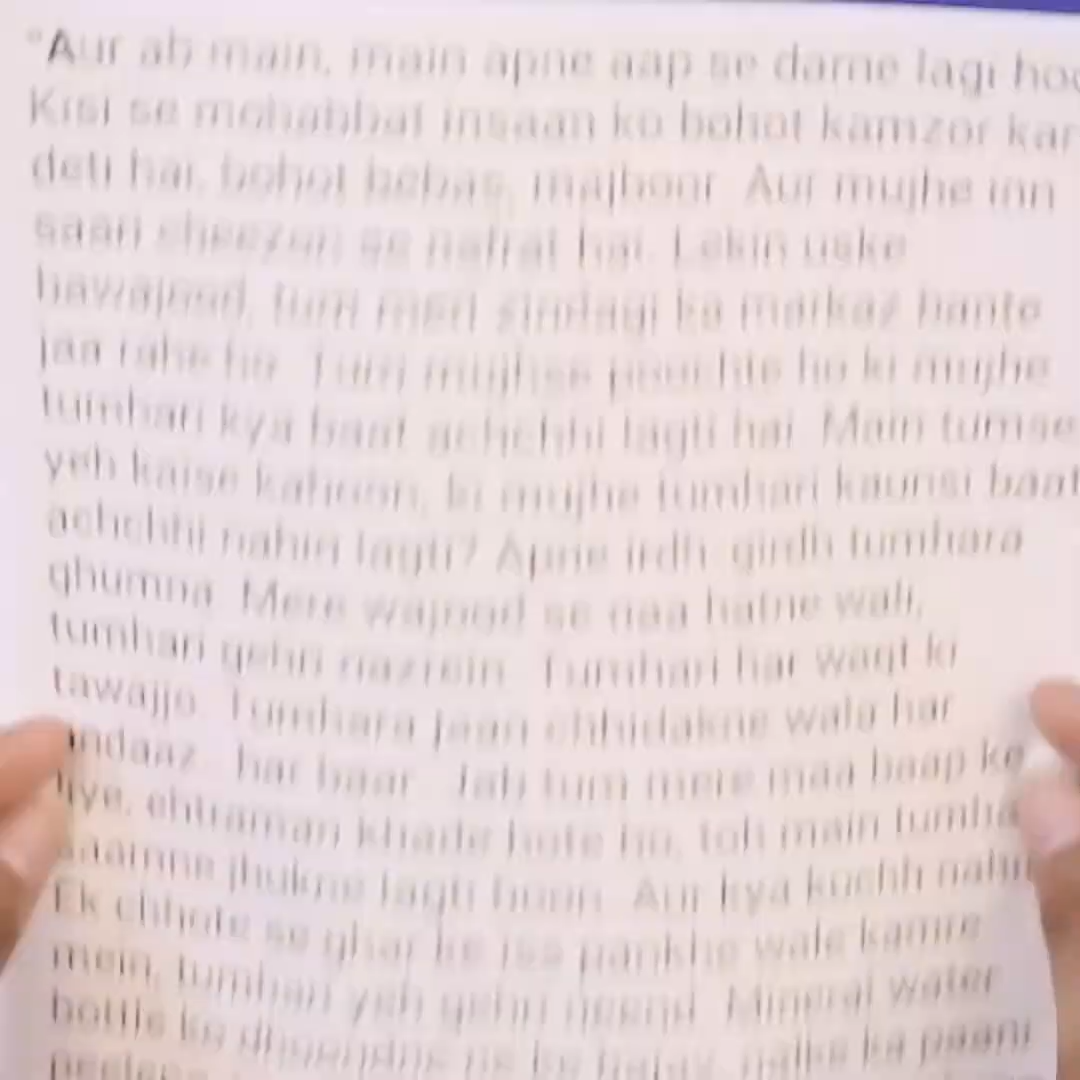 "Aur ab main, main apne aap se darne lagi hoo
Kisi se mohabbat insaan ko bohot kamzor kar
deti hai, bohot bebas, majboor. Aur mujhe inn
saari cheezon se nafrat hai. Lekin uske
bawajood, tum meri zindagi ka markaz bante
jaa rahe ho. Tum mujhse poochte ho ki mujhe
tumhari kya baat achchhi lagti hai. Main tumse
yeh kaise kahoon, ki mujhe tumhari kaunsi baat
achchhi nahin lagti? Apne irdh girdh tumhara
ghumna. Mere wajood se naa hatne wali,
tumhari gehri nazrein. Tumhari har waqt ki
tawajjo. Tumhara jaan chhidakne wala har
andaaz.. har baar.. Jab tum mere maa baap ke
liye, ehtraman khade hote ho, toh main tumha
saamne jhukne lagti hoon. Aur kya kuchh nahi
Ek chhote se ghar ke iss pankhe wale kamre
mein, tumhari yeh gehri neend. Mineral water
bottle ko dhoondne ke bajay, nalke ka paani